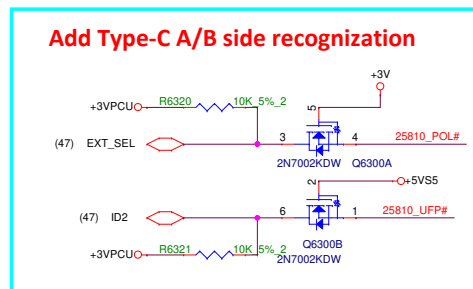 Add Type-C A/B side recognization
+3V
+3VPCU R6320 10K_5%_2
5
(47) EXT_SEL 3 4 25810_POL#
2N7002KDW Q6300A
2 +5VS5
(47) ID2 6 1 25810_UFP#
Q6300B
+3VPCU R6321 10K_5%_2 2N7002KDW